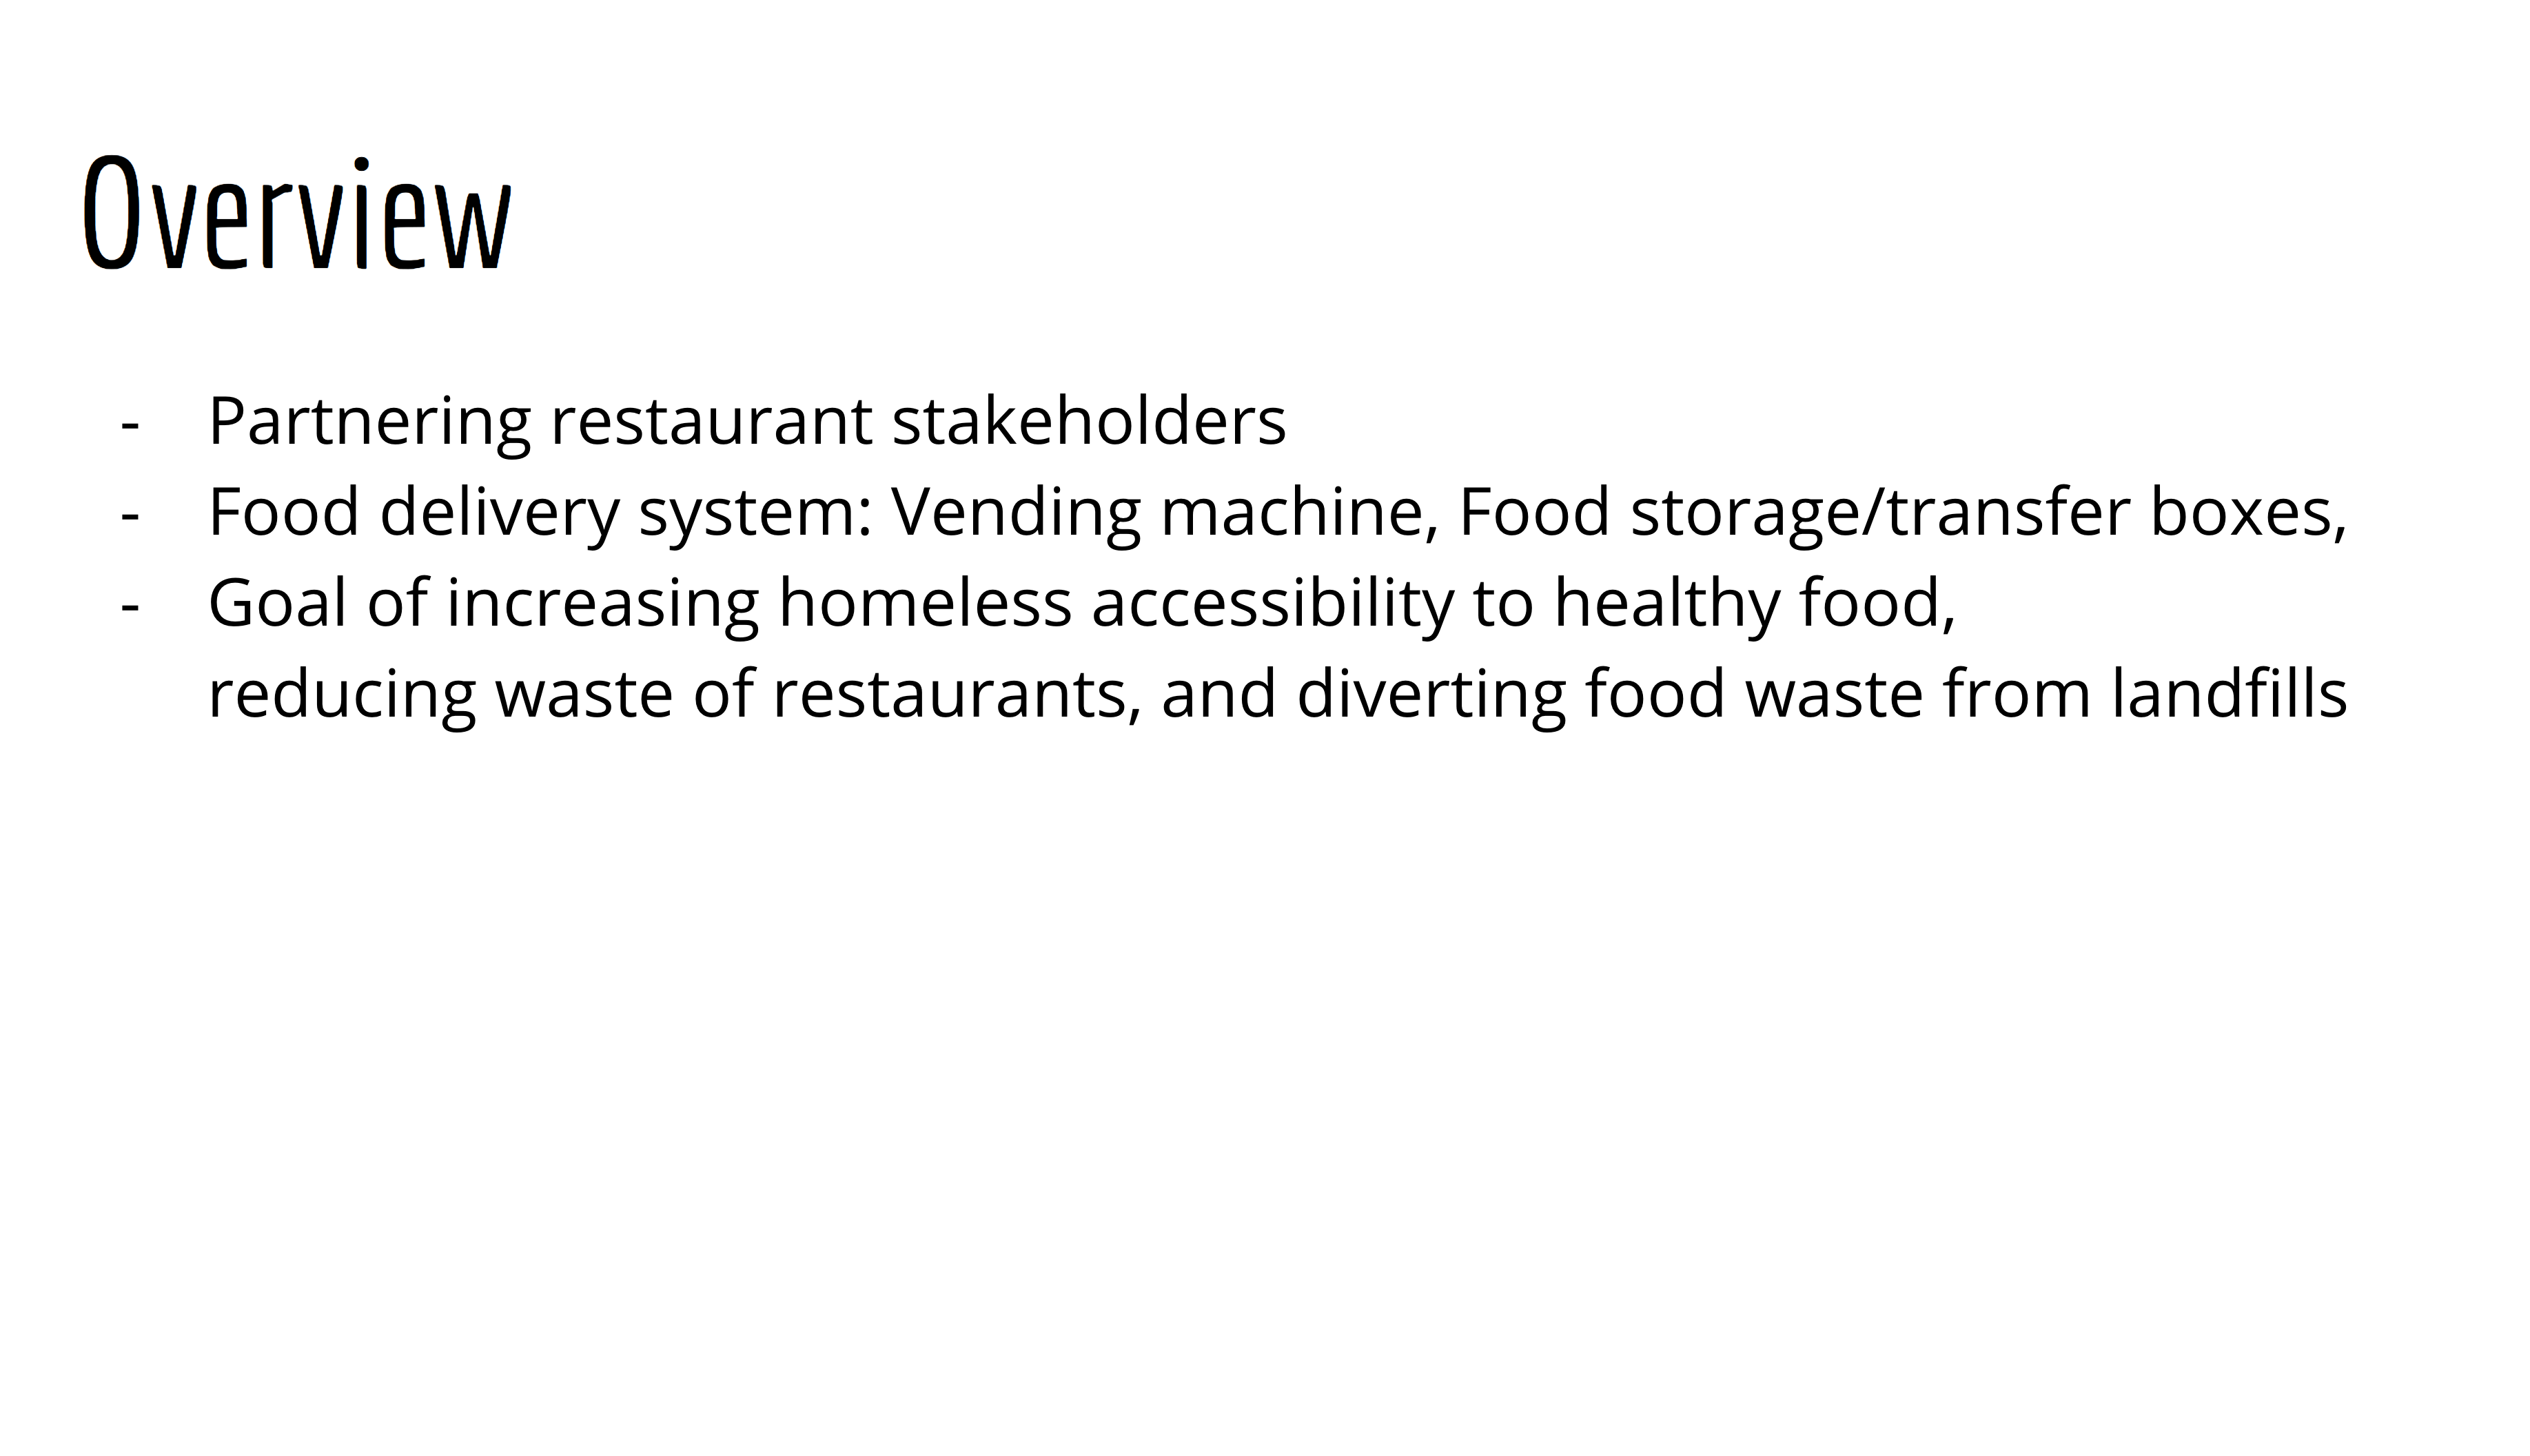 Overview
- Partnering restaurant stakeholders
- Food delivery system: Vending machine, Food storage/transfer boxes,
- Goal of increasing homeless accessibility to healthy food,
reducing waste of restaurants, and diverting food waste from landfills